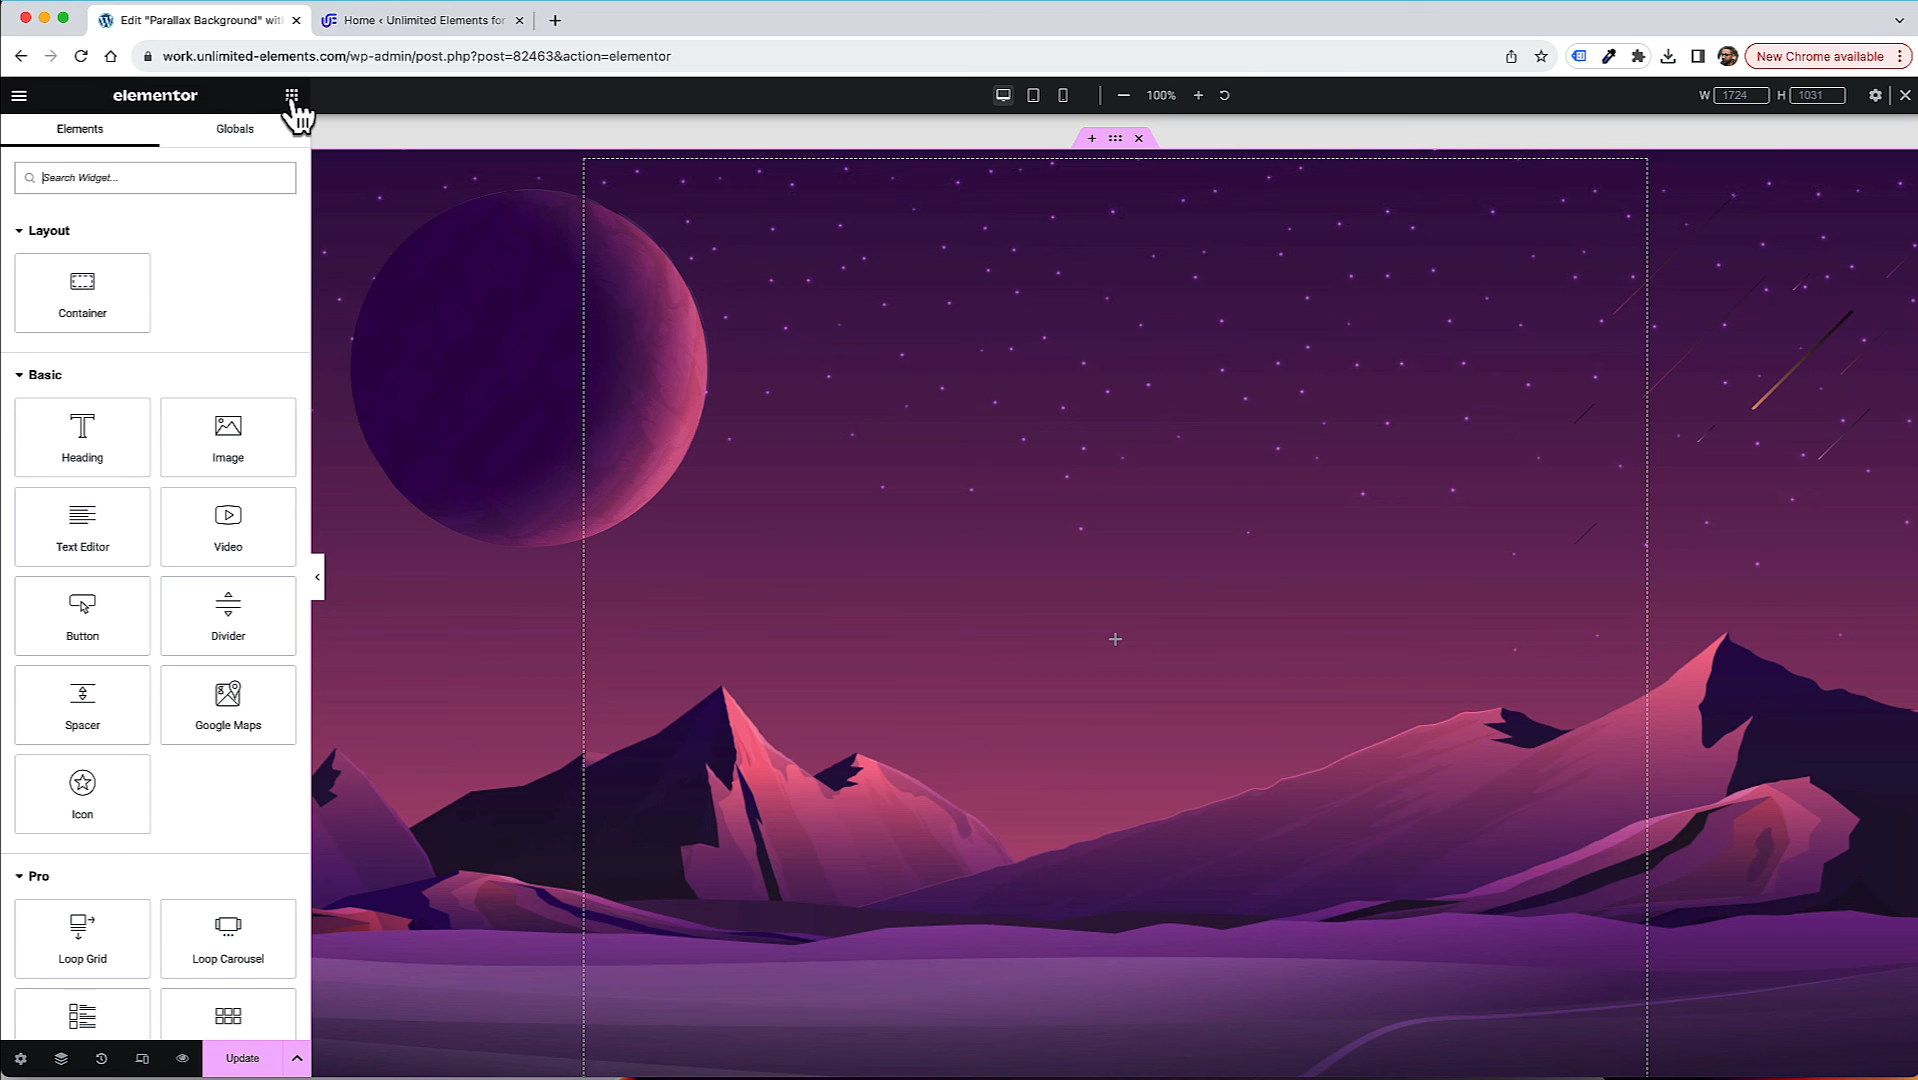 Edit "Parallax Background" wit
Home ‹ Unlimited Elements for
work.unlimited-elements.com/wp-admin/post.php?post=82463&action=elementor
New Chrome available
elementor
100%
W 1724 H 1031
Elements Globals
Search Widget...
Layout
Container
Basic
Heading Image
Text Editor Video
Button Divider
Spacer Google Maps
Icon
Pro
Loop Grid Loop Carousel
Update